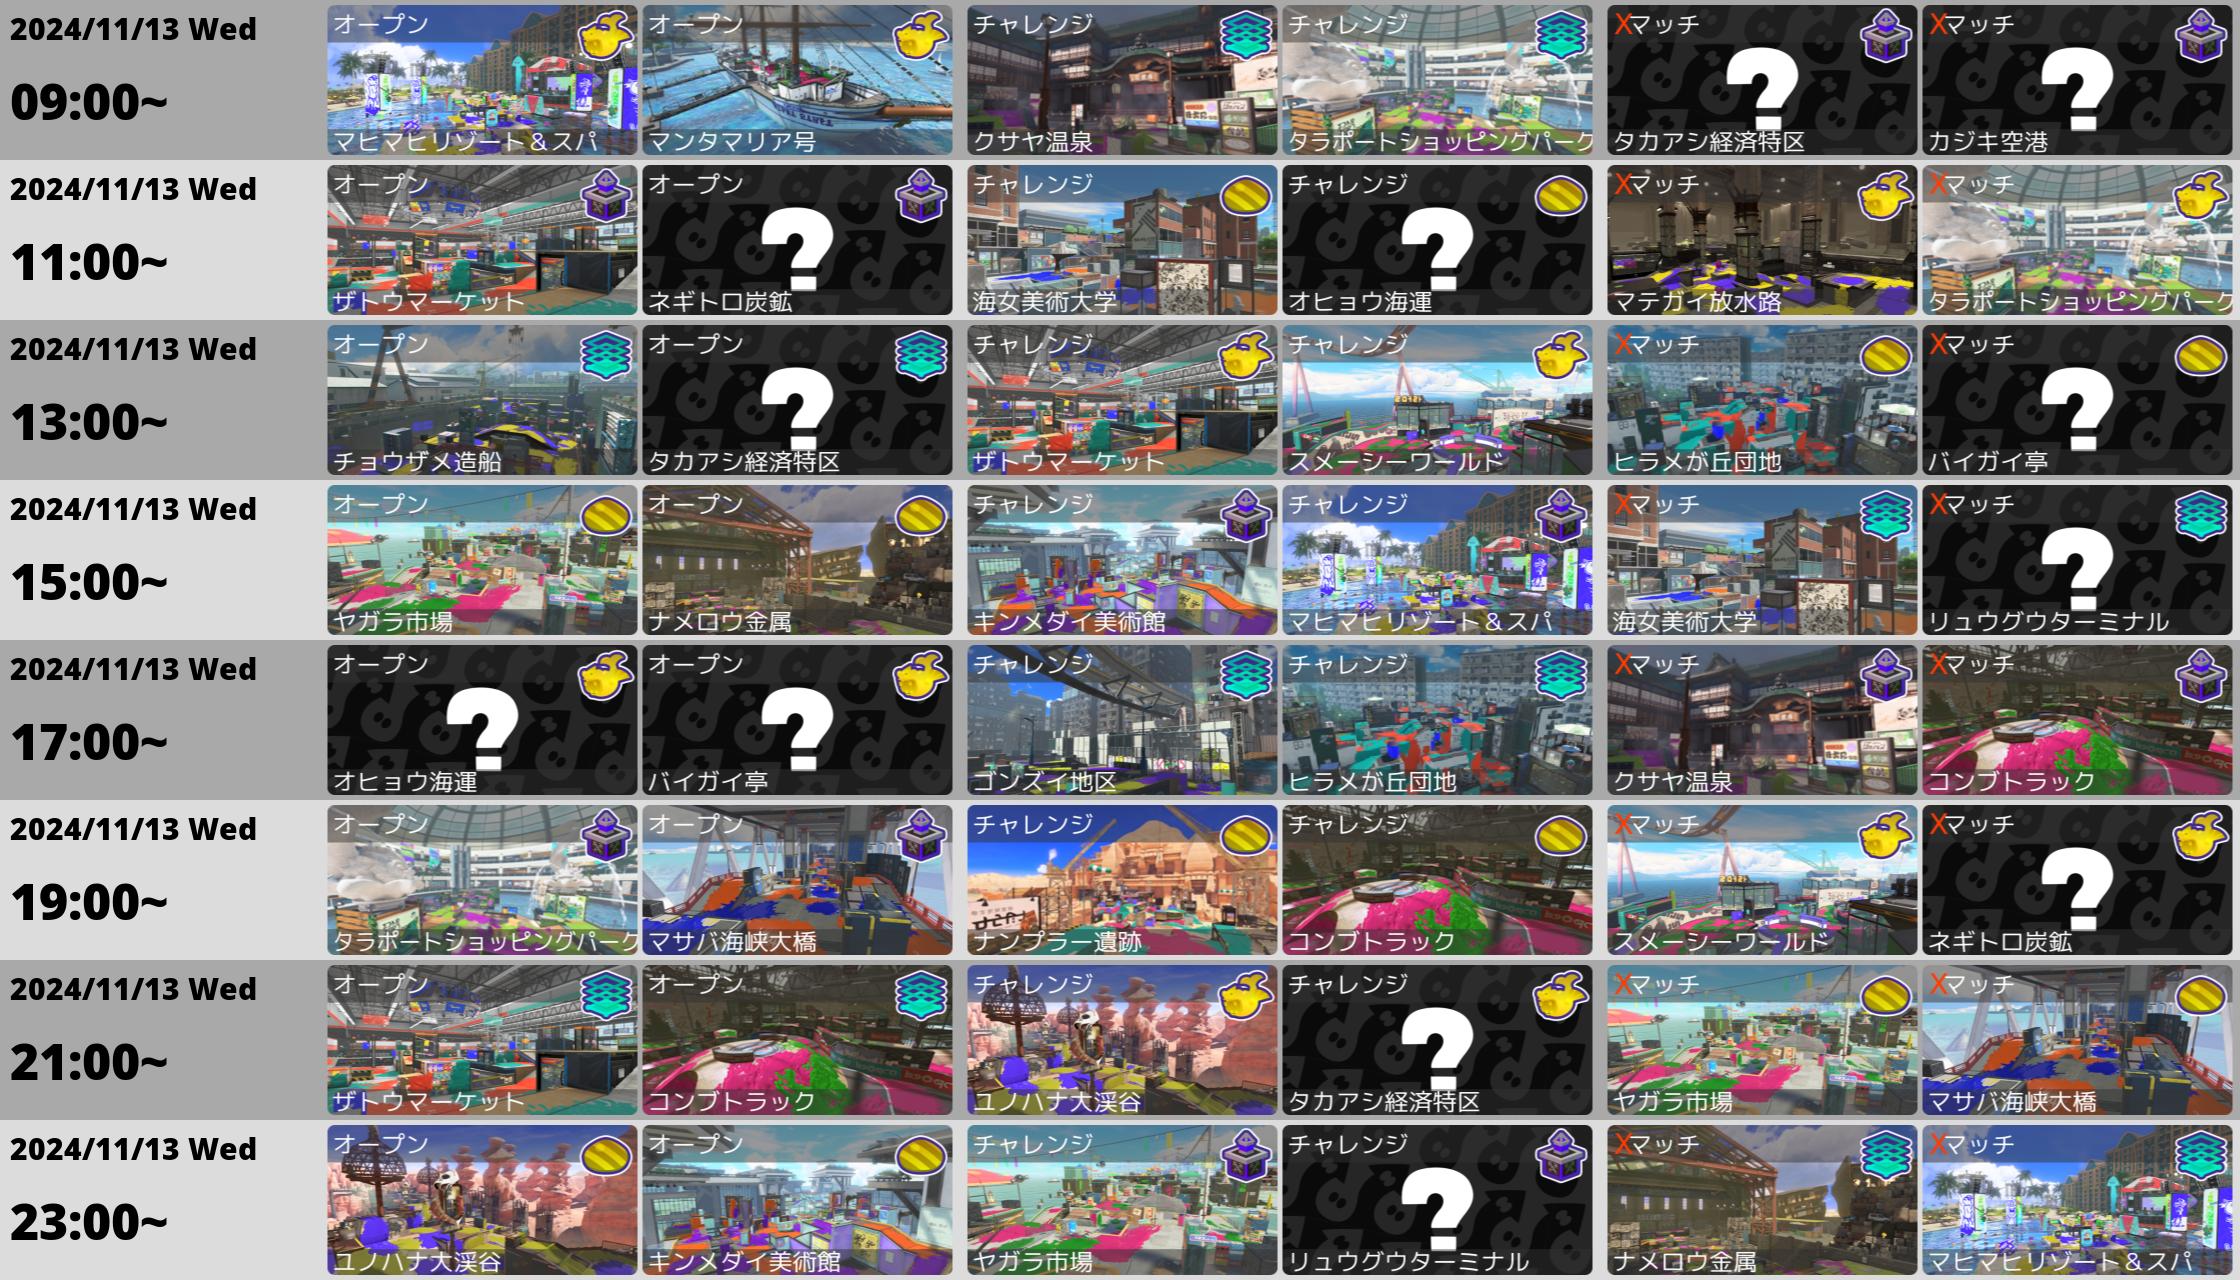 2024/11/13 Wed
09:00~
オープン
マヒマヒリゾート＆スパ
オープン
マンタマリア号
チャレンジ
クサヤ温泉
チャレンジ
タラポートショッピングパーク
Xマッチ
タカアシ経済特区
Xマッチ
カジキ空港
2024/11/13 Wed
11:00~
オープン
ザトウマーケット
オープン
ネギトロ炭鉱
チャレンジ
海女美術大学
チャレンジ
オヒョウ海運
Xマッチ
マテガイ放水路
Xマッチ
タラポートショッピングパーク
2024/11/13 Wed
13:00~
オープン
チョウザメ造船
オープン
タカアシ経済特区
チャレンジ
ザトウマーケット
チャレンジ
スメーシーワールド
Xマッチ
ヒラメが丘団地
Xマッチ
バイガイ亭
2024/11/13 Wed
15:00~
オープン
ヤガラ市場
オープン
ナメロウ金属
チャレンジ
キンメダイ美術館
チャレンジ
マヒマヒリゾート＆スパ
Xマッチ
海女美術大学
Xマッチ
リュウグウターミナル
2024/11/13 Wed
17:00~
オープン
オヒョウ海運
オープン
バイガイ亭
チャレンジ
ゴンズイ地区
チャレンジ
ヒラメが丘団地
Xマッチ
クサヤ温泉
Xマッチ
コンブトラック
2024/11/13 Wed
19:00~
オープン
タラポートショッピングパーク
オープン
マサバ海峡大橋
チャレンジ
ナンプラー遺跡
チャレンジ
コンブトラック
Xマッチ
スメーシーワールド
Xマッチ
ネギトロ炭鉱
2024/11/13 Wed
21:00~
オープン
ザトウマーケット
オープン
コンブトラック
チャレンジ
ユノハナ大渓谷
チャレンジ
タカアシ経済特区
Xマッチ
ヤガラ市場
Xマッチ
マサバ海峡大橋
2024/11/13 Wed
23:00~
オープン
ユノハナ大渓谷
オープン
キンメダイ美術館
チャレンジ
ヤガラ市場
チャレンジ
リュウグウターミナル
Xマッチ
ナメロウ金属
Xマッチ
マヒマヒリゾート＆スパ